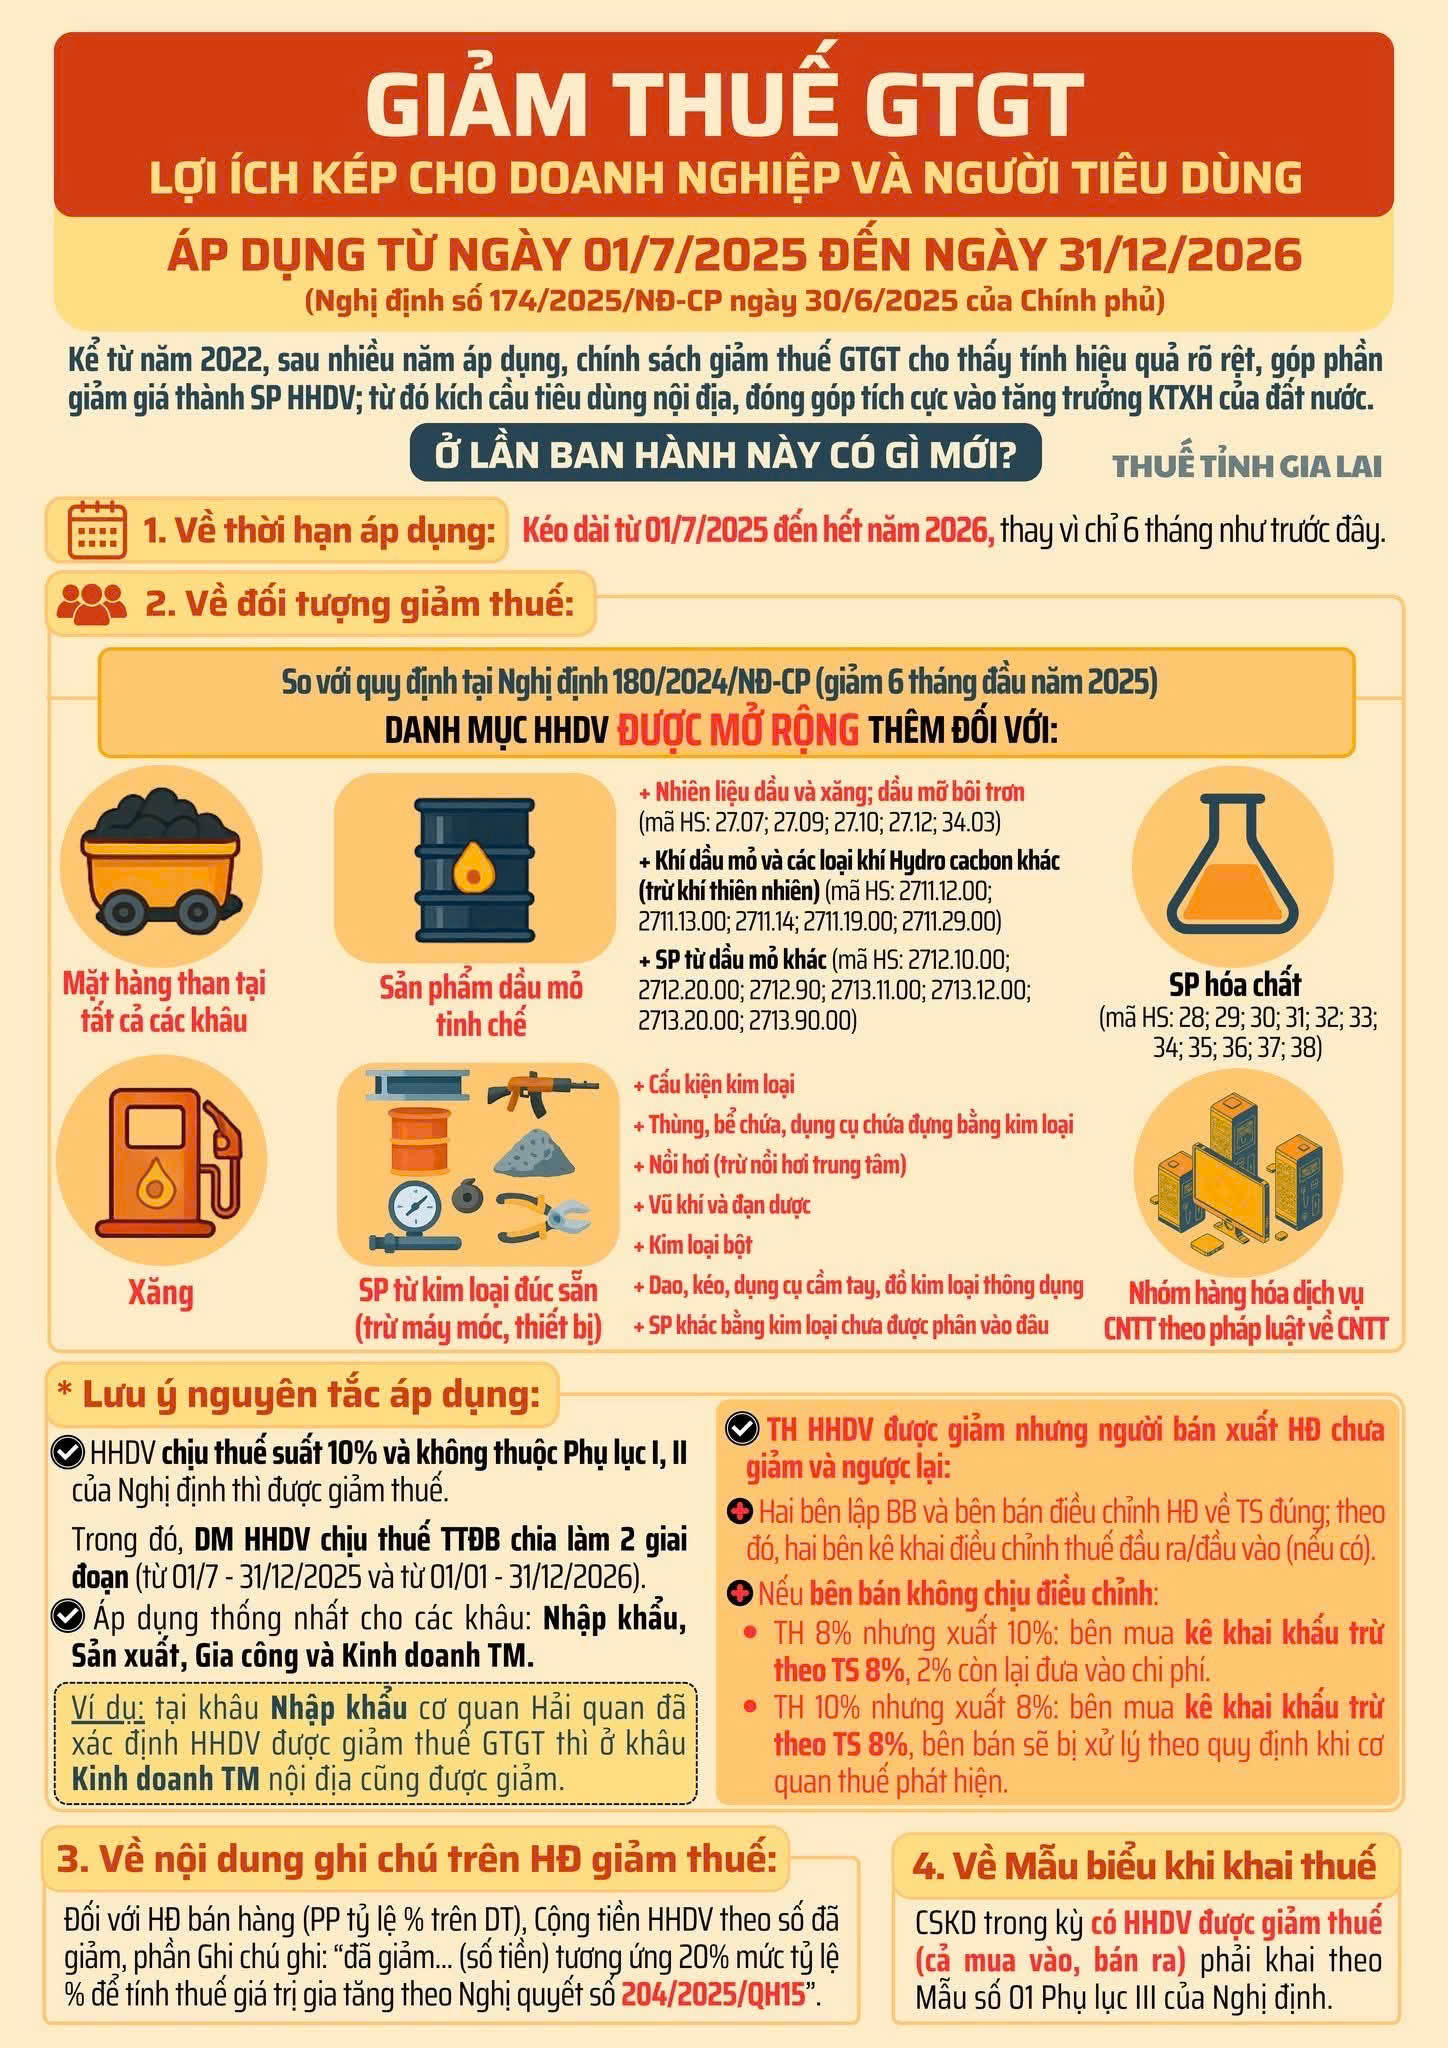 GIẢM THUẾ GTGT
LỢI ÍCH KÉP CHO DOANH NGHIỆP VÀ NGƯỜI TIÊU DÙNG
ÁP DỤNG TỪ NGÀY 01/7/2025 ĐẾN NGÀY 31/12/2026
(Nghị định số 174/2025/NĐ-CP ngày 30/6/2025 của Chính phủ)
Kể từ năm 2022, sau nhiều năm áp dụng, chính sách giảm thuế GTGT cho thấy tính hiệu quả rõ rệt, góp phần
giảm giá thành SP HHDV; từ đó kích cầu tiêu dùng nội địa, đóng góp tích cực vào tăng trưởng KTXH của đất nước.
Ở LẦN BAN HÀNH NÀY CÓ GÌ MỚI?
THUẾ TỈNH GIA LAI
1. Về thời hạn áp dụng:
Kéo dài từ 01/7/2025 đến hết năm 2026, thay vì chỉ 6 tháng như trước đây.
2. Về đối tượng giảm thuế:
So với quy định tại Nghị định 180/2024/NĐ-CP (giảm 6 tháng đầu năm 2025)
DANH MỤC HHDV ĐƯỢC MỞ RỘNG THÊM ĐỐI VỚI:
Mặt hàng than tại
tất cả các khâu
Sản phẩm dầu mỏ
tinh chế
+ Nhiên liệu dầu và xăng; dầu mỡ bôi trơn
(mã HS: 27.07; 27.09; 27.10; 27.12; 34.03)
+ Khí dầu mỏ và các loại khí Hydro cacbon khác
(trừ khí thiên nhiên) (mã HS: 2711.12.00;
2711.13.00; 2711.14; 2711.19.00; 2711.29.00)
+ SP từ dầu mỏ khác (mã HS: 2712.10.00;
2712.20.00; 2712.90; 2713.11.00; 2713.12.00;
2713.20.00; 2713.90.00)
SP hóa chất
(mã HS: 28; 29; 30; 31; 32; 33;
34; 35; 36; 37; 38)
Xăng
SP từ kim loại đúc sẵn
(trừ máy móc, thiết bị)
+ Cấu kiện kim loại
+ Thùng, bể chứa, dụng cụ chứa đựng bằng kim loại
+ Nồi hơi (trừ nồi hơi trung tâm)
+ Vũ khí và đạn dược
+ Kim loại bột
+ Dao, kéo, dụng cụ cầm tay, đồ kim loại thông dụng
+ SP khác bằng kim loại chưa được phân vào đâu
Nhóm hàng hóa dịch vụ
CNTT theo pháp luật về CNTT
* Lưu ý nguyên tắc áp dụng:
HHDV chịu thuế suất 10% và không thuộc Phụ lục I, II
của Nghị định thì được giảm thuế.
Trong đó, DM HHDV chịu thuế TTĐB chia làm 2 giai
đoạn (từ 01/7 - 31/12/2025 và từ 01/01 - 31/12/2026).
Áp dụng thống nhất cho các khâu: Nhập khẩu,
Sản xuất, Gia công và Kinh doanh TM.
Ví dụ: tại khâu Nhập khẩu cơ quan Hải quan đã
xác định HHDV được giảm thuế GTGT thì ở khâu
Kinh doanh TM nội địa cũng được giảm.
TH HHDV được giảm nhưng người bán xuất HĐ chưa
giảm và ngược lại:
Hai bên lập BB và bên bán điều chỉnh HĐ về TS đúng; theo
đó, hai bên kê khai điều chỉnh thuế đầu ra/đầu vào (nếu có).
Nếu bên bán không chịu điều chỉnh:
• TH 8% nhưng xuất 10%: bên mua kê khai khấu trừ
theo TS 8%, 2% còn lại đưa vào chi phí.
• TH 10% nhưng xuất 8%: bên mua kê khai khấu trừ
theo TS 8%, bên bán sẽ bị xử lý theo quy định khi cơ
quan thuế phát hiện.
3. Về nội dung ghi chú trên HĐ giảm thuế:
Đối với HĐ bán hàng (PP tỷ lệ % trên DT), Cộng tiền HHDV theo số đã
giảm, phần Ghi chú ghi: “đã giảm... (số tiền) tương ứng 20% mức tỷ lệ
% để tính thuế giá trị gia tăng theo Nghị quyết số 204/2025/QH15”.
4. Về Mẫu biểu khi khai thuế
CSKD trong kỳ có HHDV được giảm thuế
(cả mua vào, bán ra) phải khai theo
Mẫu số 01 Phụ lục III của Nghị định.